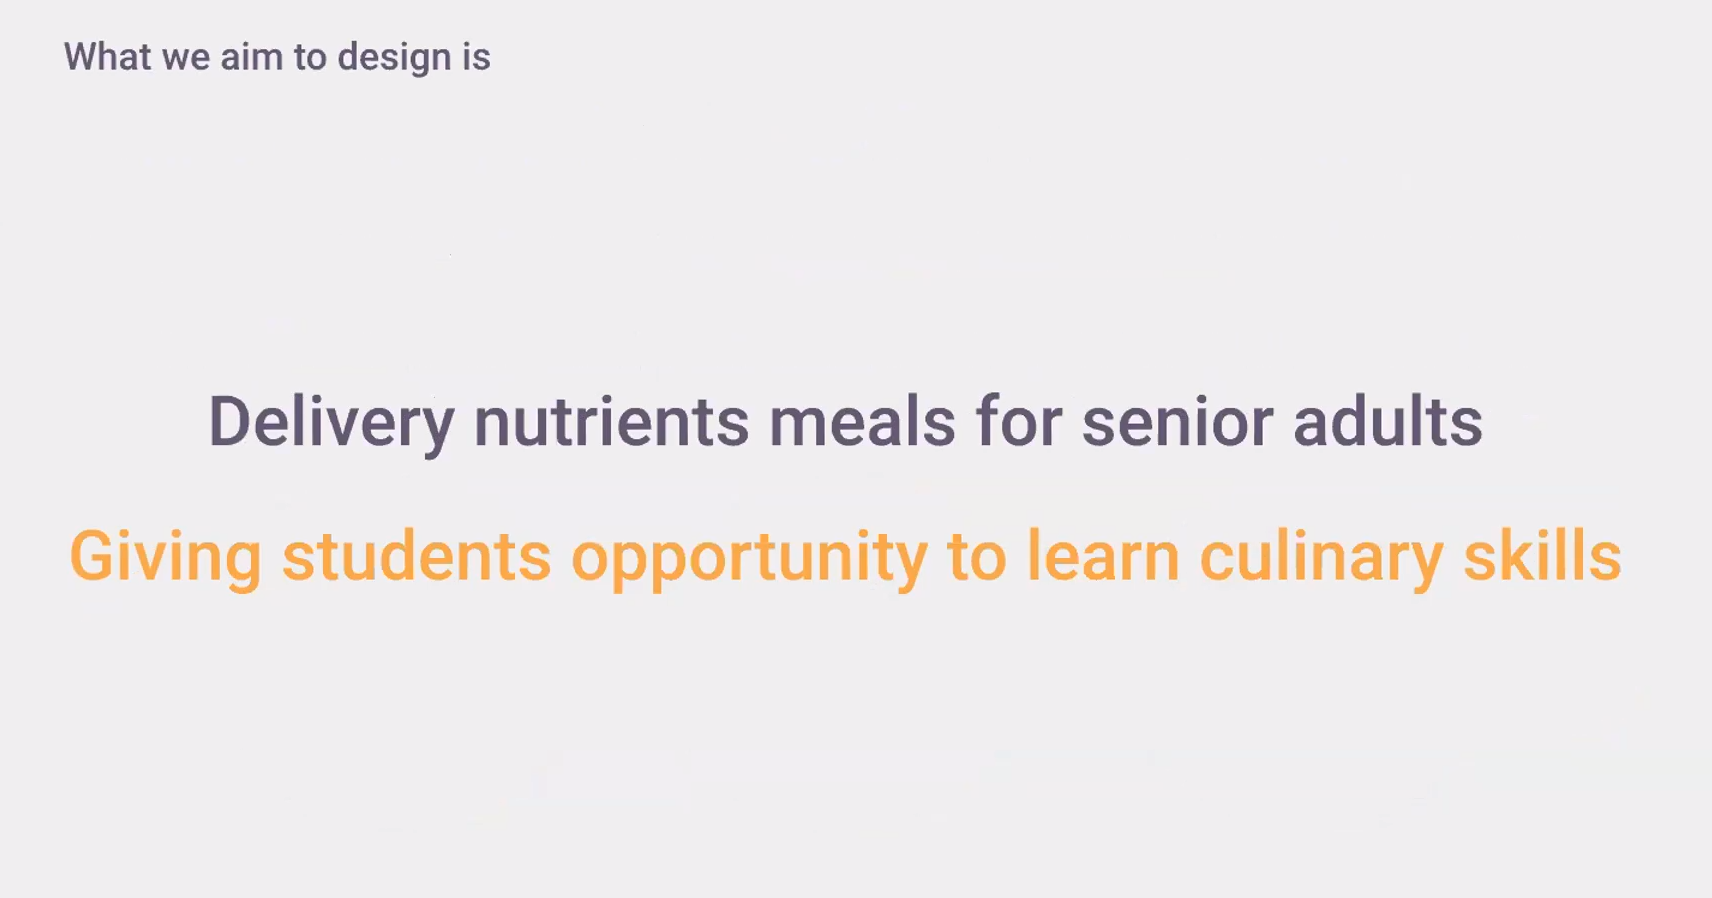 What we aim to design is
Delivery nutrients meals for senior adults
Giving students opportunity to learn culinary skills